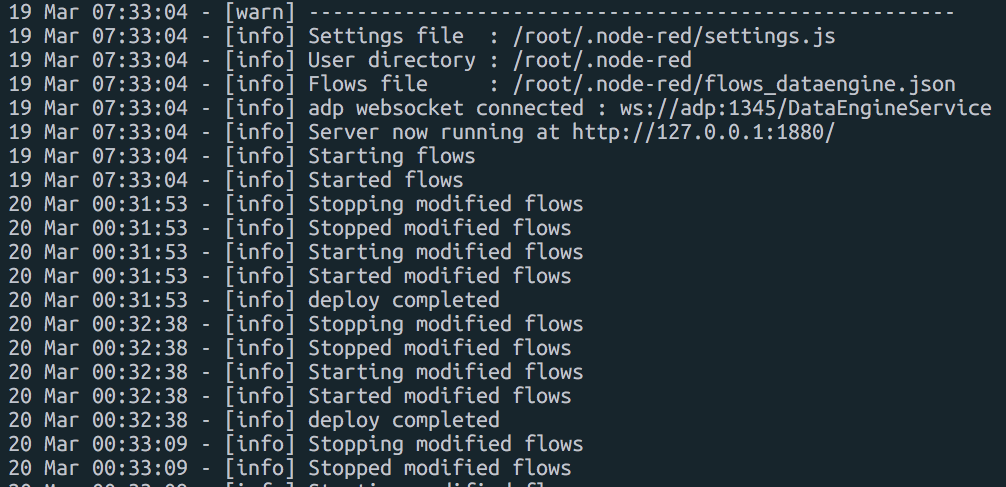 19 Mar 07:33:04 - [warn] ------------------------------------------------------
19 Mar 07:33:04 - [info] Settings file  : /root/.node-red/settings.js
19 Mar 07:33:04 - [info] User directory : /root/.node-red
19 Mar 07:33:04 - [info] Flows file     : /root/.node-red/flows_dataengine.json
19 Mar 07:33:04 - [info] adp websocket connected : ws://adp:1345/DataEngineService
19 Mar 07:33:04 - [info] Server now running at http://127.0.0.1:1880/
19 Mar 07:33:04 - [info] Starting flows
19 Mar 07:33:04 - [info] Started flows
20 Mar 00:31:53 - [info] Stopping modified flows
20 Mar 00:31:53 - [info] Stopped modified flows
20 Mar 00:31:53 - [info] Starting modified flows
20 Mar 00:31:53 - [info] Started modified flows
20 Mar 00:31:53 - [info] deploy completed
20 Mar 00:32:38 - [info] Stopping modified flows
20 Mar 00:32:38 - [info] Stopped modified flows
20 Mar 00:32:38 - [info] Starting modified flows
20 Mar 00:32:38 - [info] Started modified flows
20 Mar 00:32:38 - [info] deploy completed
20 Mar 00:33:09 - [info] Stopping modified flows
20 Mar 00:33:09 - [info] Stopped modified flows